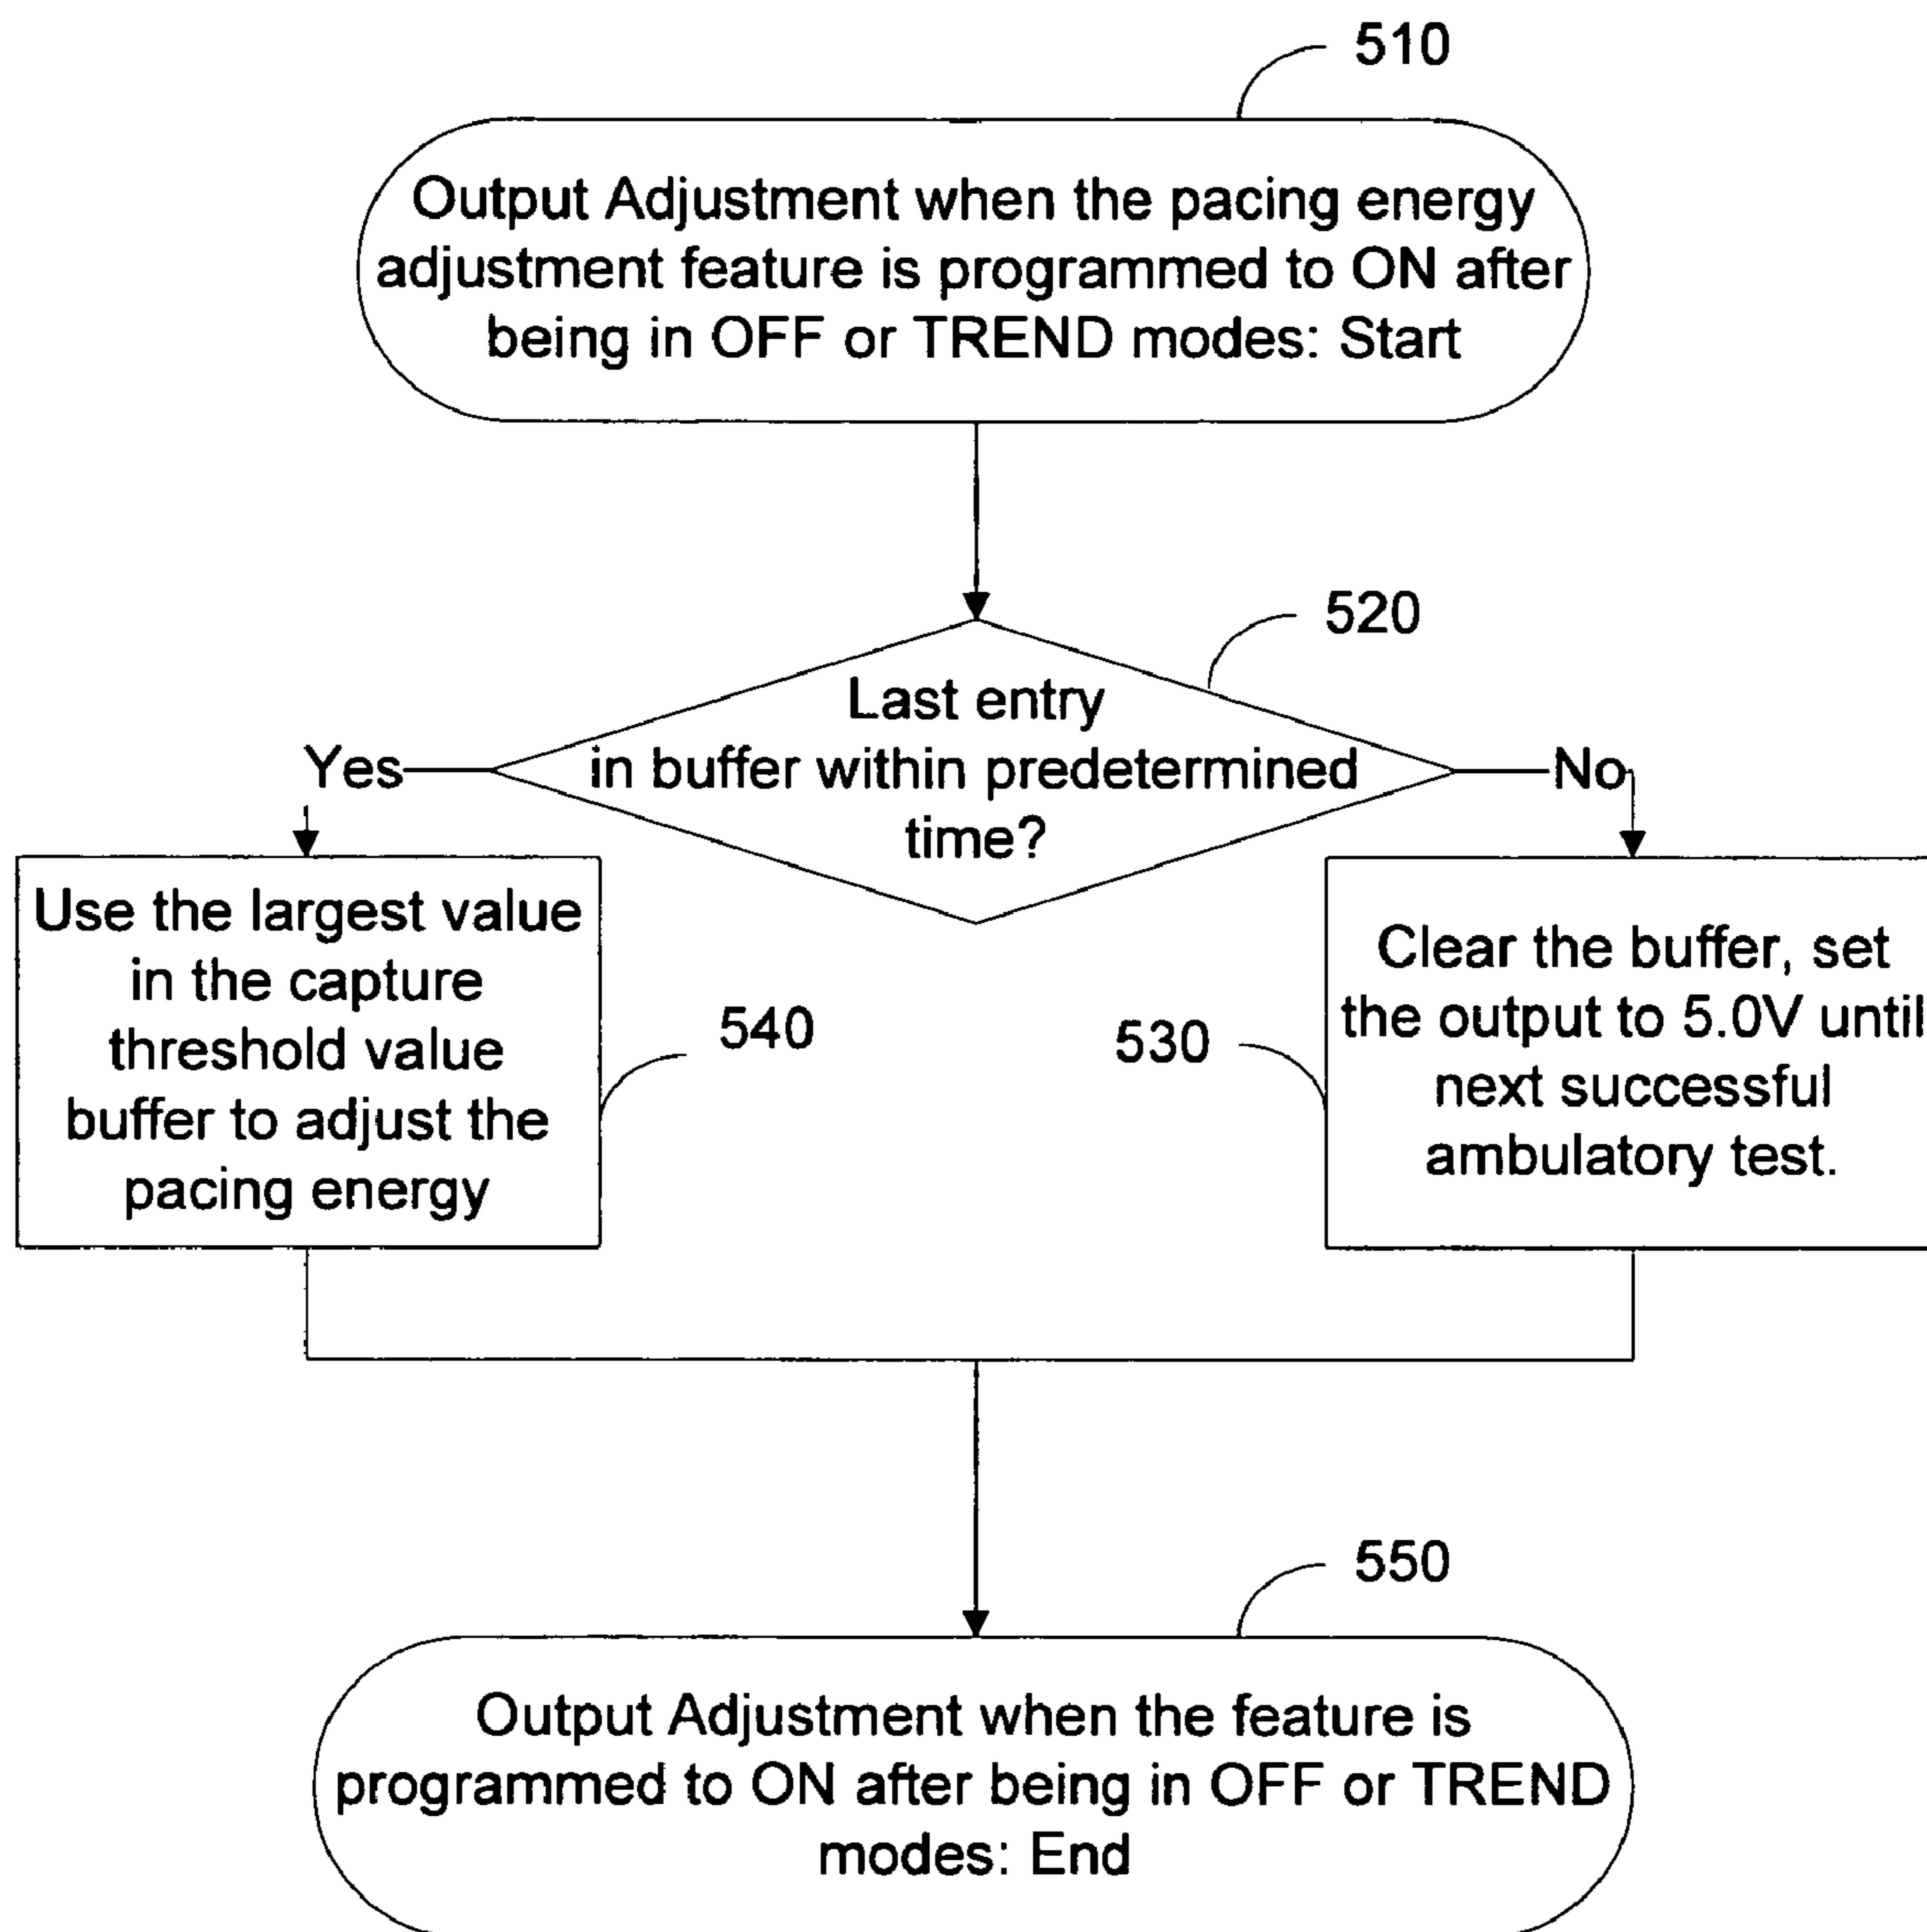 510
Output Adjustment when the pacing energy
adjustment feature is programmed to ON after
being in OFF or TREND modes: Start
520
Last entry
in buffer within predetermined
time?
Yes
No
Use the largest value
in the capture
threshold value
buffer to adjust the
pacing energy
540
530
Clear the buffer, set
the output to 5.0V until
next successful
ambulatory test.
550
Output Adjustment when the feature is
programmed to ON after being in OFF or TREND
modes: End